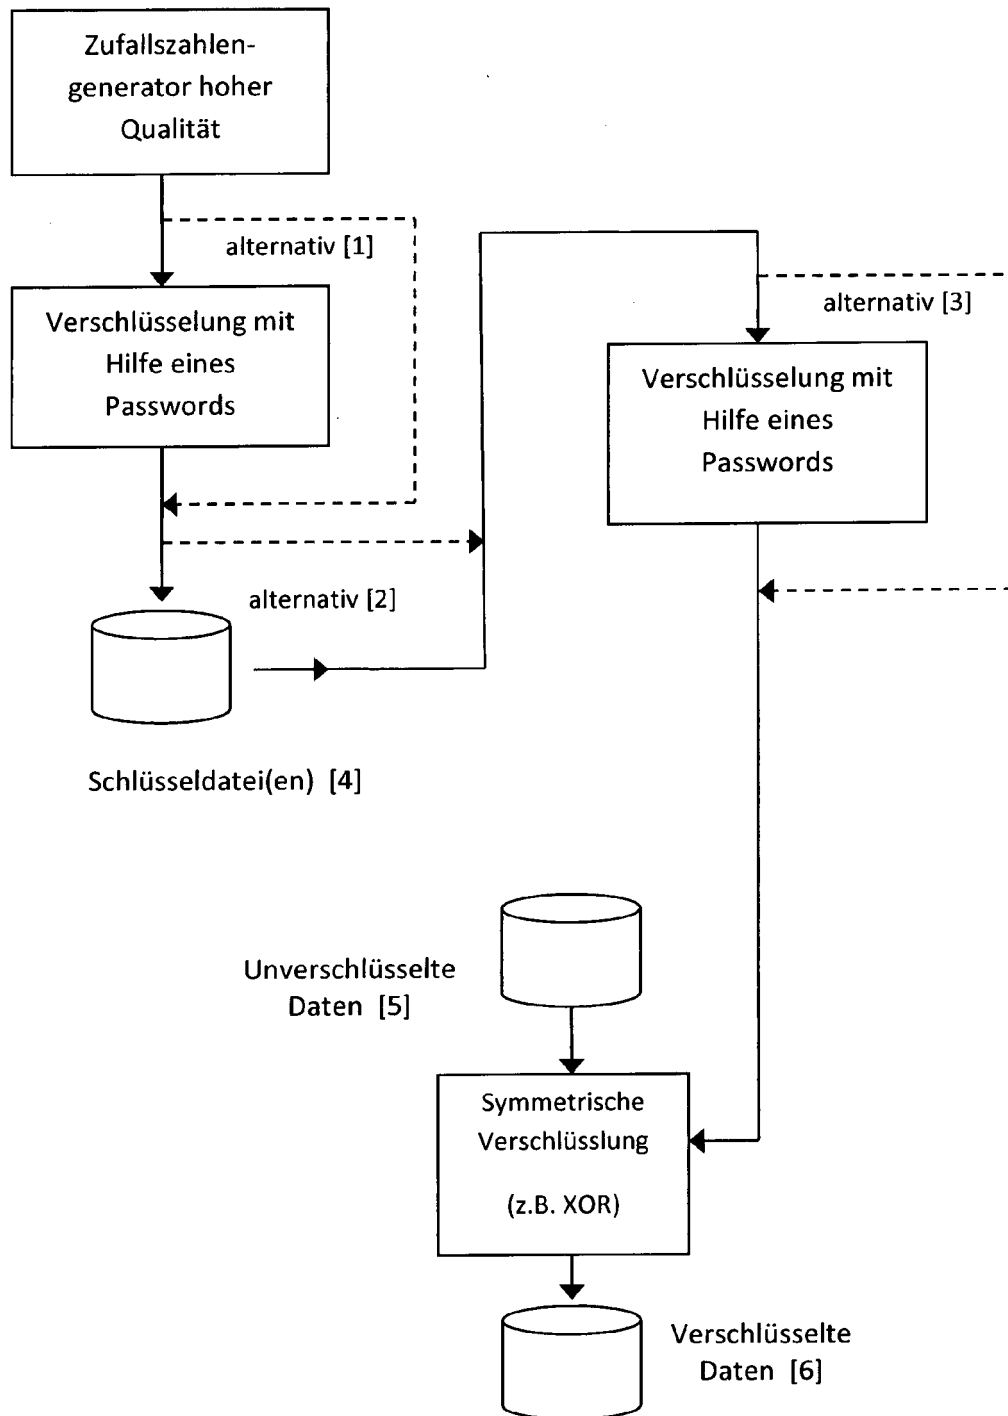 Zufallszahlen-
generator hoher
Qualität
alternativ [1]
Verschlüsselung mit
Hilfe eines
Passwords
alternativ [2]
Schlüsseldatei(en) [4]
alternativ [3]
Verschlüsselung mit
Hilfe eines
Passwords
Unverschlüsselte
Daten [5]
Symmetrische
Verschlüsslung
(z.B. XOR)
Verschlüsselte
Daten [6]